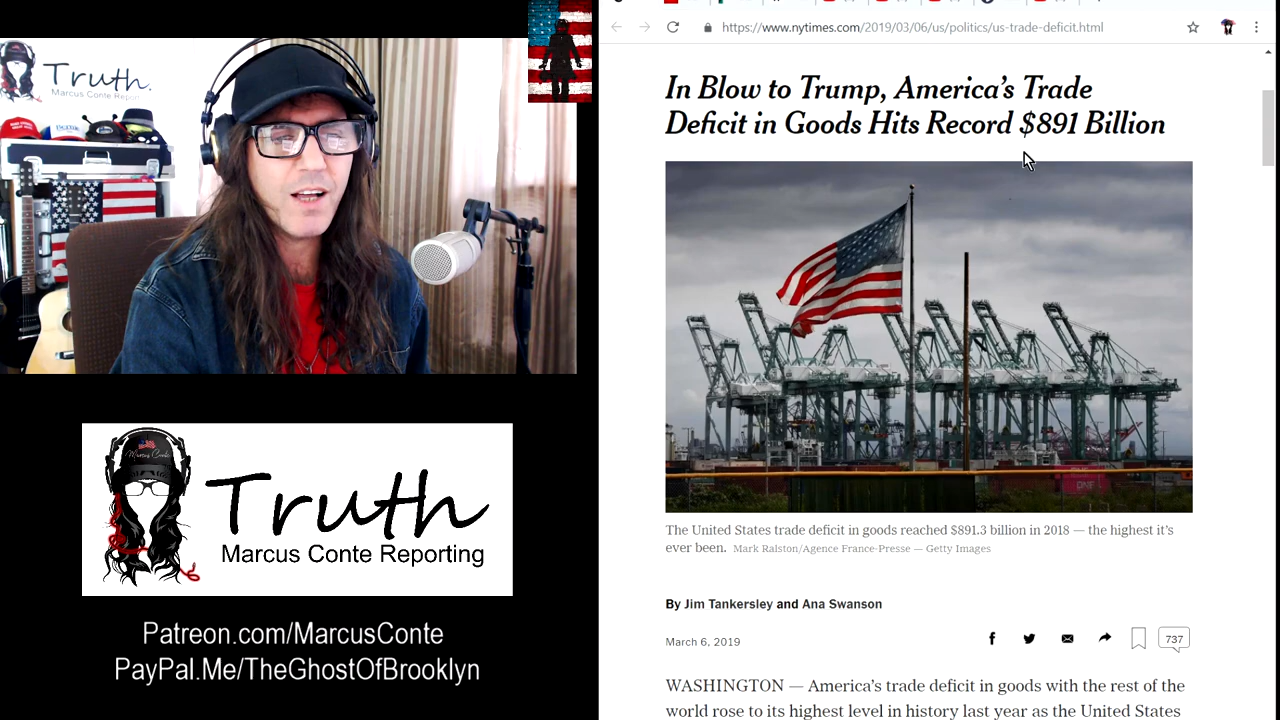 Truth.
Marcus Conte Report
Marcus Conte
Truth
Marcus Conte Reporting
Patreon.com/MarcusConte
PayPal.Me/TheGhostOfBrooklyn
https://www.nytimes.com/2019/03/06/us/politics/us-trade-deficit.html
In Blow to Trump, America’s Trade
Deficit in Goods Hits Record $891 Billion
ONE
The United States trade deficit in goods reached $891.3 billion in 2018 — the highest it’s
ever been. Mark Ralston/Agence France-Presse — Getty Images
By Jim Tankersley and Ana Swanson
March 6, 2019
737
WASHINGTON — America’s trade deficit in goods with the rest of the
world rose to its highest level in history last year as the United States